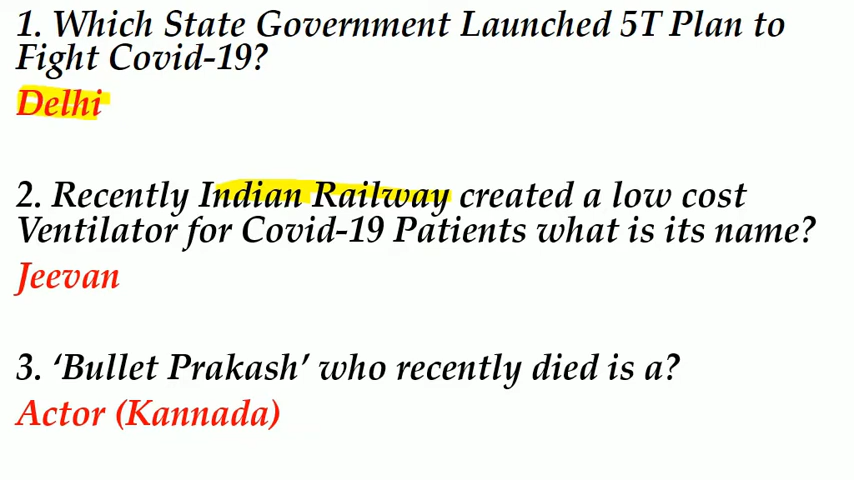 1. Which State Government Launched 5T Plan to
Fight Covid-19?
Delhi
2. Recently Indian Railway created a low cost
Ventilator for Covid-19 Patients what is its name?
Jeevan
3. ‘Bullet Prakash’ who recently died is a?
Actor (Kannada)